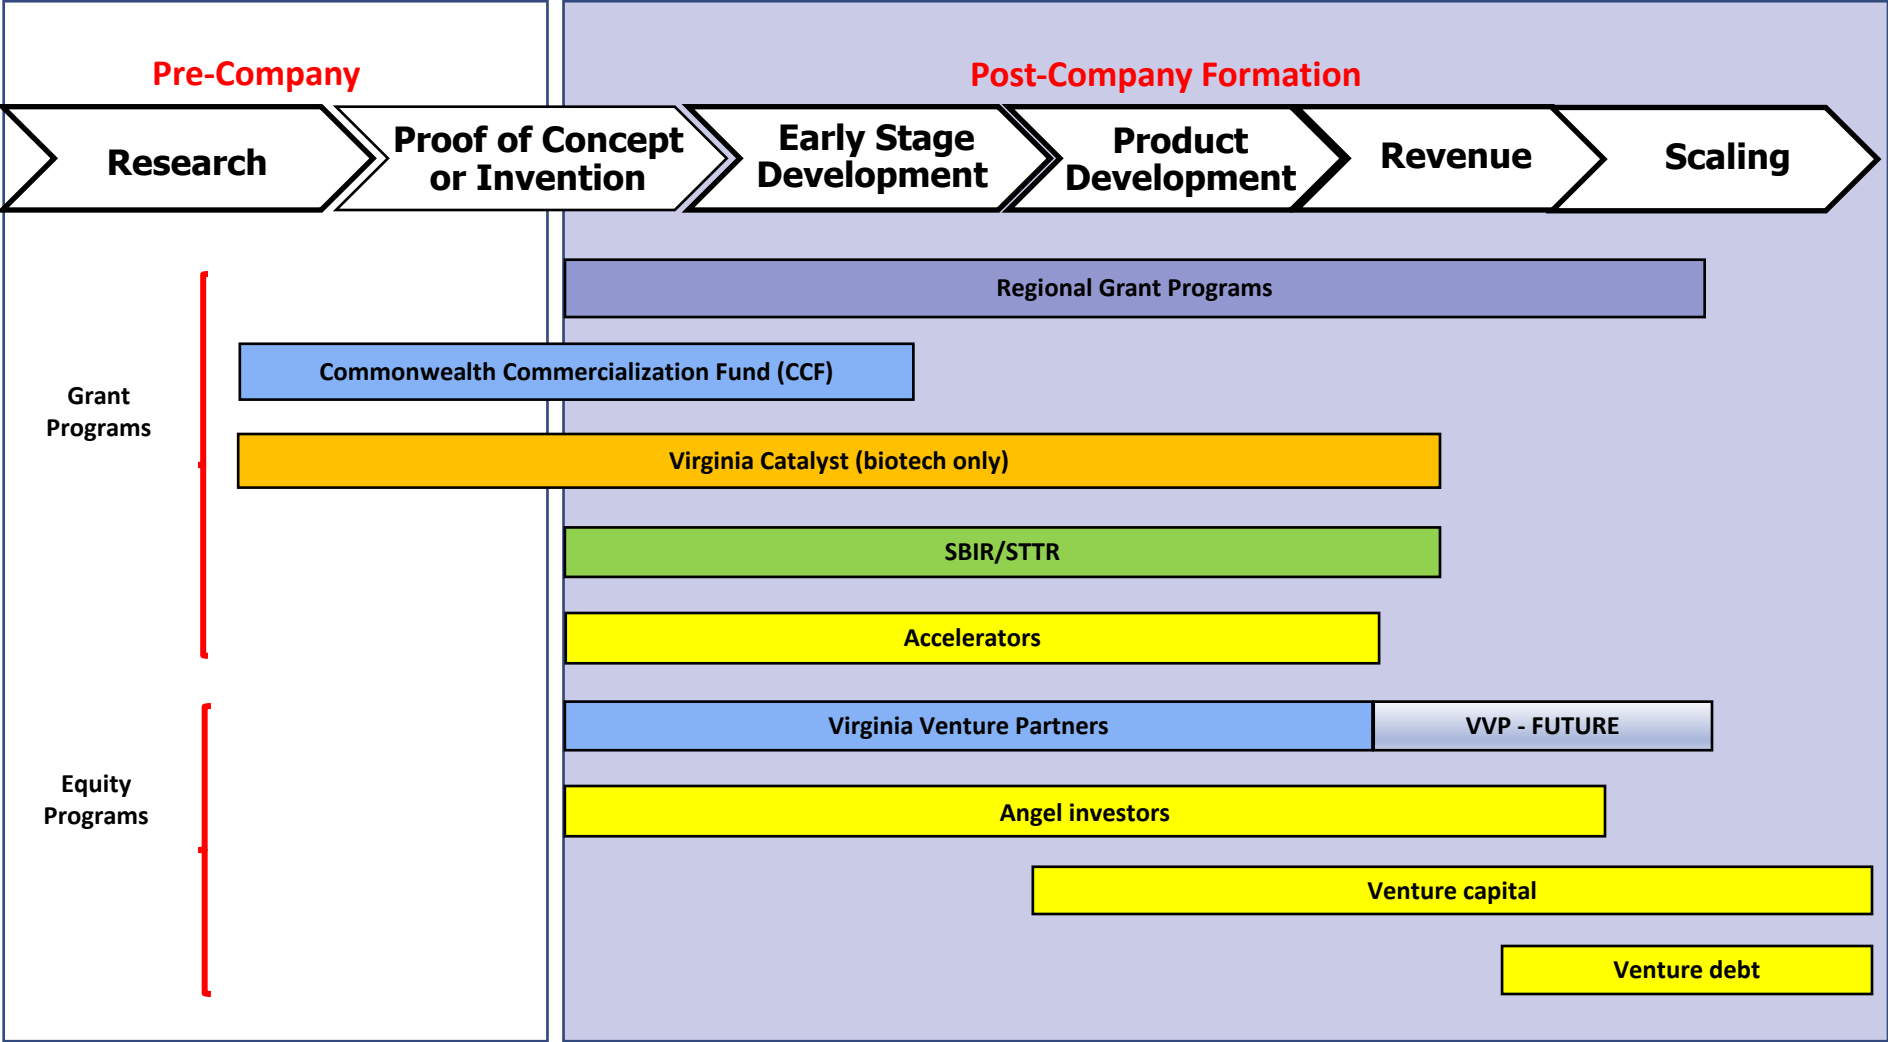 Pre-Company
Post-Company Formation
Research
Proof of Concept
or Invention
Early Stage
Development
Product
Development
Revenue
Scaling
Grant
Programs
Regional Grant Programs
Commonwealth Commercialization Fund (CCF)
Virginia Catalyst (biotech only)
SBIR/STTR
Accelerators
Equity
Programs
Virginia Venture Partners
VVP - FUTURE
Angel investors
Venture capital
Venture debt